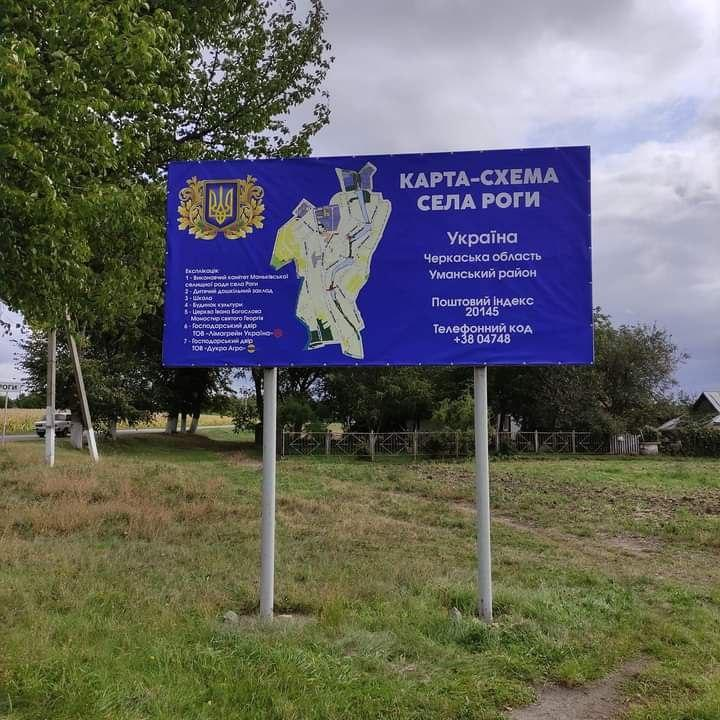 КАРТА-СХЕМА
СЕЛА РОГИ
Україна
Черкаська область
Уманський район
Поштовий індекс
20145
Телефонний код
+38 04748
Експлікація:
1 - Виконавчий комітет Маньківської
селищної ради села Роги
2 - Дитячий дошкільний заклад
3 - Школа
4 - Будинок культури
5 - Церква Івана Богослова
Монастир святого Георгія
6 - Господарський двір
ТОВ «Лімагрейн Україна»
7 - Господарський двір
ТОВ «Дукра Агро»
РОГИ